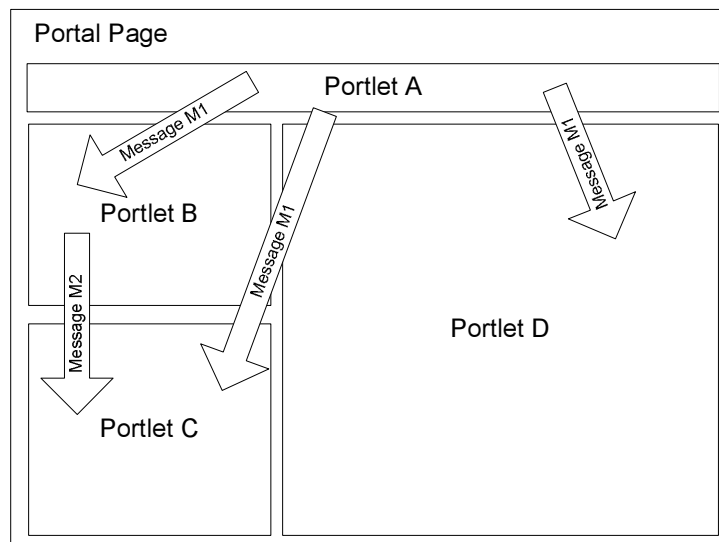 Portal Page
Portlet A
Message M1
Message M1
Message M1
Portlet B
Message M2
Portlet D
Portlet C